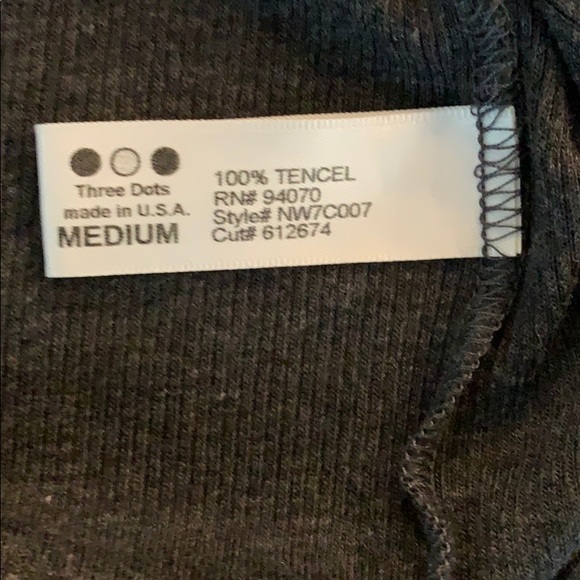 Three Dots
made in U.S.A.
MEDIUM
100% TENCEL
RN# 94070
Style# NW7C007
Cut# 612674